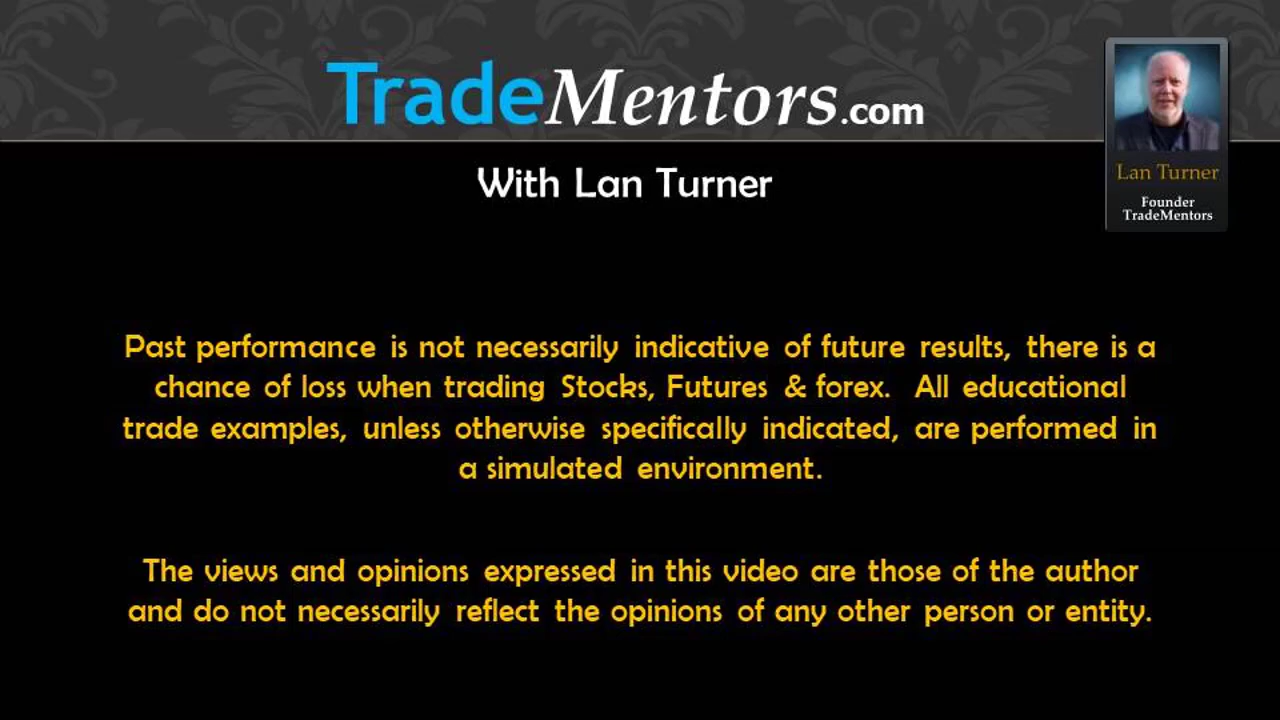 TradeMentors.com
With Lan Turner
Lan Turner
Founder
TradeMentors
Past performance is not necessarily indicative of future results, there is a
chance of loss when trading Stocks, Futures & forex. All educational
trade examples, unless otherwise specifically indicated, are performed in
a simulated environment.
The views and opinions expressed in this video are those of the author
and do not necessarily reflect the opinions of any other person or entity.